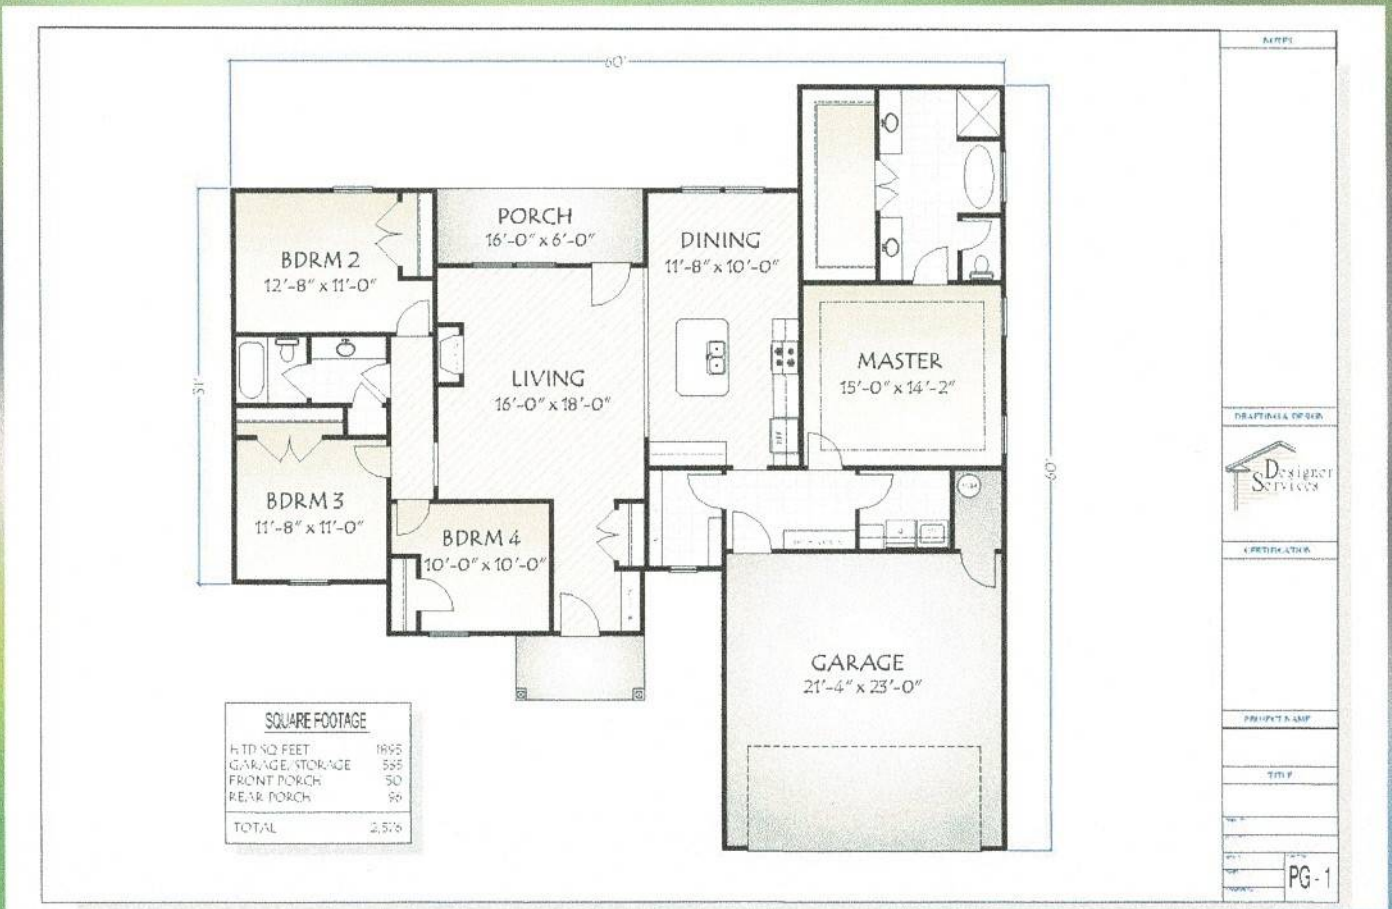 NOTES
60'
PORCH
16'-0" x 6'-0"
DINING
11'-8" x 10'-0"
BDRM 2
12'-8" x 11'-0"
MASTER
15'-0" x 14'-2"
LIVING
16'-0" x 18'-0"
31'
60'
BDRM 3
11'-8" x 11'-0"
BDRM 4
10'-0" x 10'-0"
REF
GARAGE
21'-4" x 23'-0"
DRAFTING & DESIGN
Designer
Services
CERTIFICATION
PROJECT NAME
TITLE
PG - 1
SQUARE FOOTAGE
HTD SQ FEET 1895
GARAGE, STORAGE 535
FRONT PORCH 50
REAR PORCH 96
TOTAL 2,576